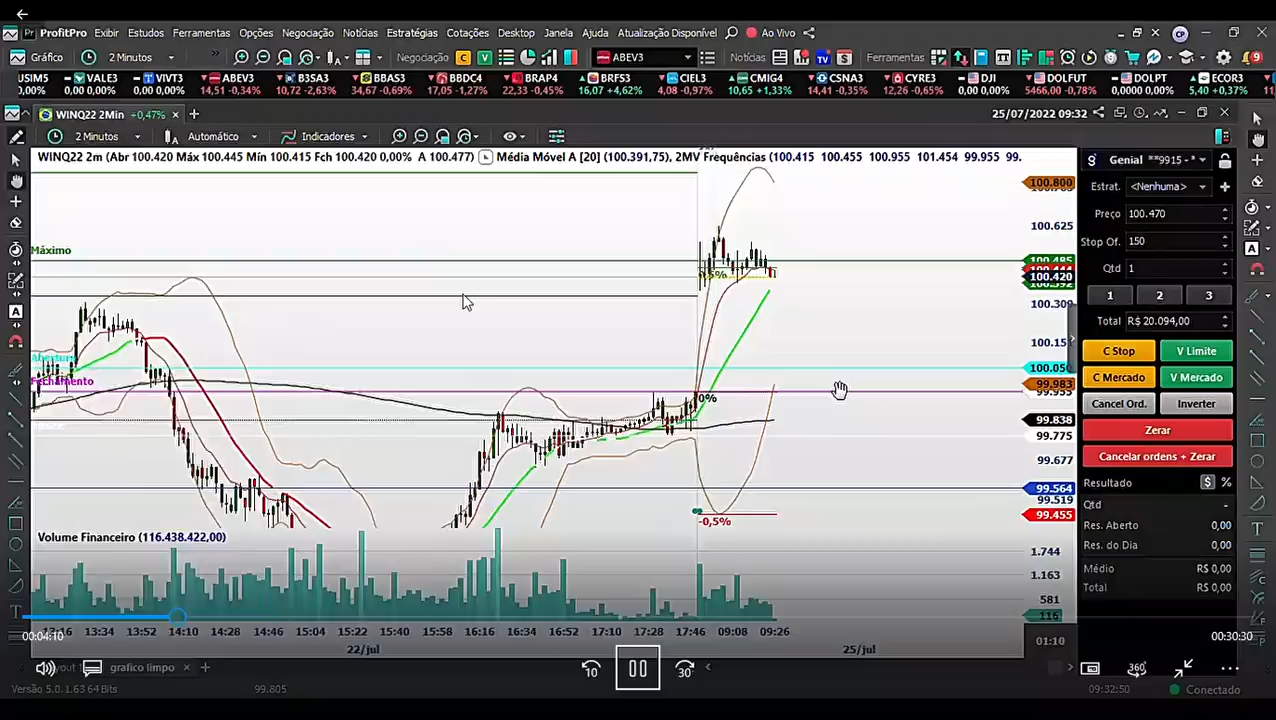 ProfitPro Exibir Estudos Ferramentas Opções Negociação Notícias Estratégias Cotações Desktop Janela Ajuda Atualização Disponível Ao Vivo CP
Gráfico 2 Minutos C V ABEV3 Notícias Ferramentas 9
USIM5 VALE3 VIVT3 ABEV3 B3SA3 BBAS3 BBDC4 BRAP4 BRFS3 CIEL3 CMIG4 CSNA3 CYRE3 DJI DOLFUT DOLPT ECOR3
0,00% 0,00 0,00% 0,00 0,00% 14,51 -0,34% 10,72 -2,63% 34,67 -0,69% 17,05 -1,27% 22,33 -0,45% 16,07 +4,62% 4,08 -0,97% 10,65 +1,33% 14,41 -0,35% 12,26 -0,65% 0,00 0,00% 5466,00 -0,78% 0,0000 0,00% 5,40 +0,37%
WINQ22 2Min +0,47% 25/07/2022 09:32
2 Minutos Automático Indicadores
WINQ22 2m (Abr 100.420 Máx 100.445 Mín 100.415 Fch 100.420 0,00% A 100.477) Média Móvel A [20] (100.391,75) 2MV Frequências (100.415 100.455 100.955 101.454 99.955 99.
Genial **9915 - *
100.800
Estrat. <Nenhuma>
Preço 100.470
100.625
Stop Of. 150
Máximo
100.485
100.420
Qtd 1
1 2 3
100.309
Total R$ 20.094,00
100.15
C Stop V Limite
Abertura
100.050
Fechamento
C Mercado V Mercado
99.983
0%
Cancel Ord. Inverter
99.838
Zerar
99.775
Cancelar ordens + Zerar
99.677
Resultado $ %
99.564
99.519
Qtd -
99.455
-0,5%
Res. Aberto 0,00
Volume Financeiro (116.438.422,00)
Res. do Dia 0,00
1.744
Médio R$ 0,00
1.163
Total R$ 0,00
581
116
13:34 13:52 14:10 14:28 14:46 15:04 15:22 15:40 15:58 16:16 16:34 16:52 17:10 17:28 17:46 09:08 09:26
00:04:10 01:10 00:30:30
22/jul 25/jul
grafico limpo 10 30 360
Versão 5.0.1.63 64 Bits 99.805 09:32:50 Conectado